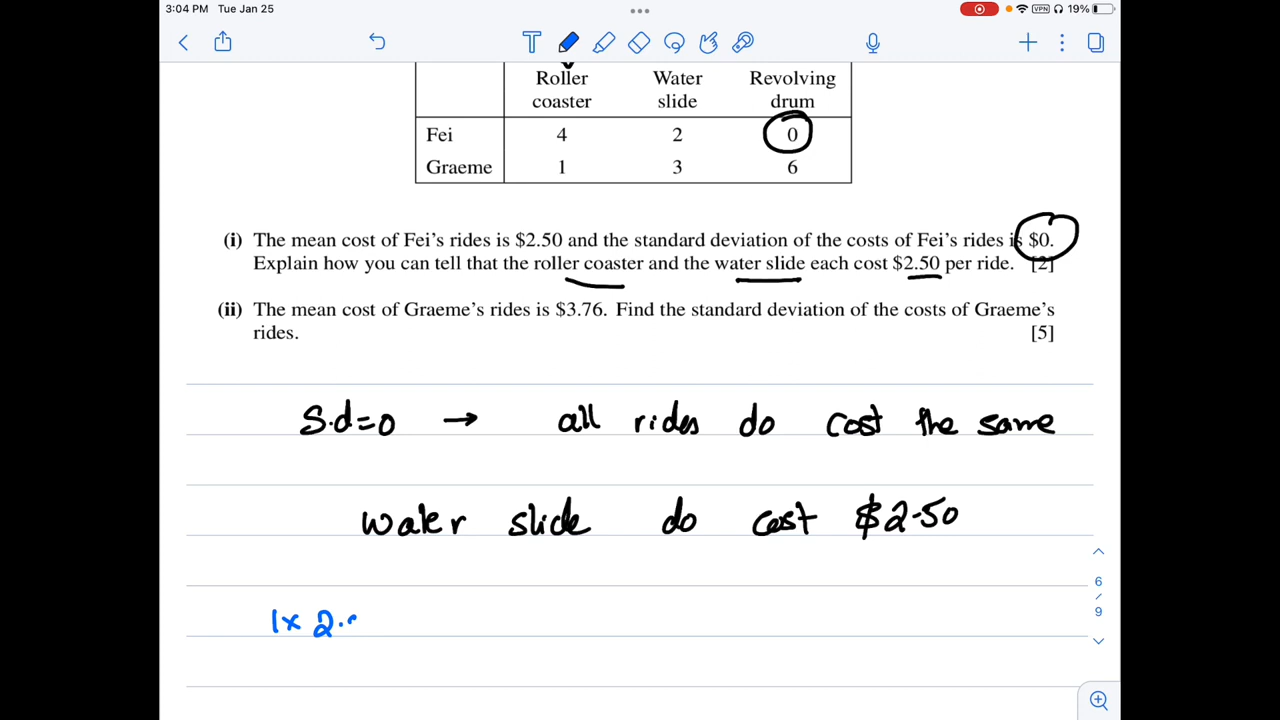 3:04 PM Tue Jan 25
VPN 19%
T
Roller Water Revolving
coaster slide drum
Fei 4 2 0
Graeme 1 3 6
(i) The mean cost of Fei's rides is $2.50 and the standard deviation of the costs of Fei's rides is $0.
Explain how you can tell that the roller coaster and the water slide each cost $2.50 per ride. [2]
(ii) The mean cost of Graeme's rides is $3.76. Find the standard deviation of the costs of Graeme's
rides. [5]
S.d=0 → all rides do cost the same
water slide do cost $2.50
1x 2.
6
/
9